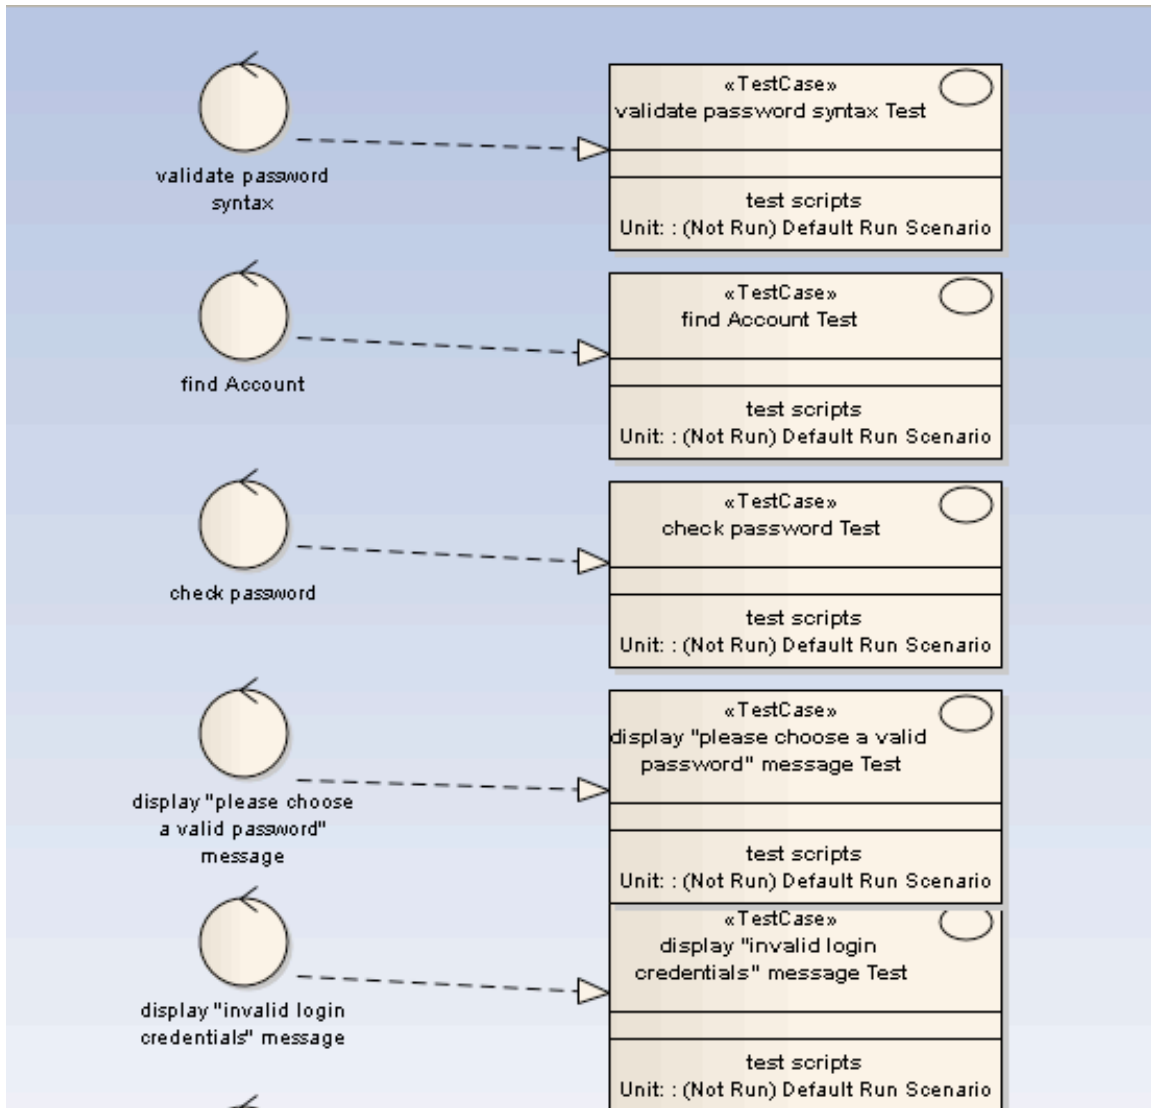 «TestCase»
validate password syntax Test
validate password
syntax
test scripts
Unit: : (Not Run) Default Run Scenario
«TestCase»
find Account Test
find Account
test scripts
Unit: : (Not Run) Default Run Scenario
«TestCase»
check password Test
check password
test scripts
Unit: : (Not Run) Default Run Scenario
«TestCase»
display "please choose a valid
password" message Test
display "please choose
a valid password"
message
test scripts
Unit: : (Not Run) Default Run Scenario
«TestCase»
display "invalid login
credentials" message Test
display "invalid login
credentials" message
test scripts
Unit: : (Not Run) Default Run Scenario